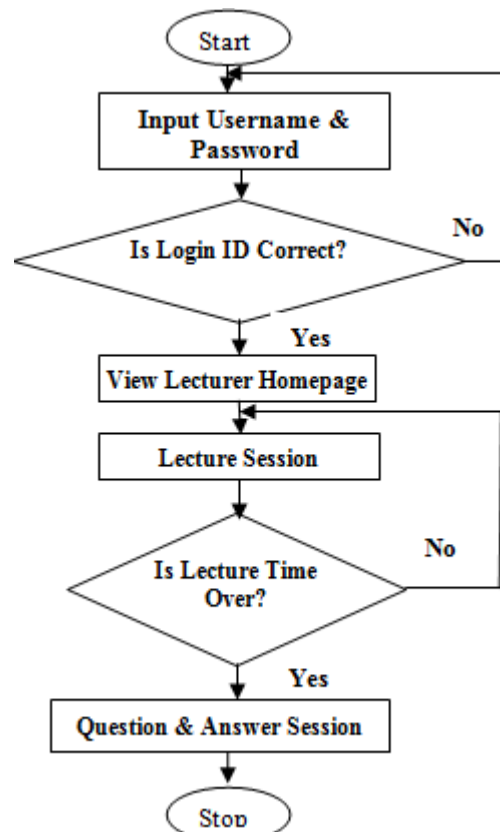 Start
Input Username &
Password
Is Login ID Correct?
No
Yes
View Lecturer Homepage
Lecture Session
Is Lecture Time
Over?
No
Yes
Question & Answer Session
Stop